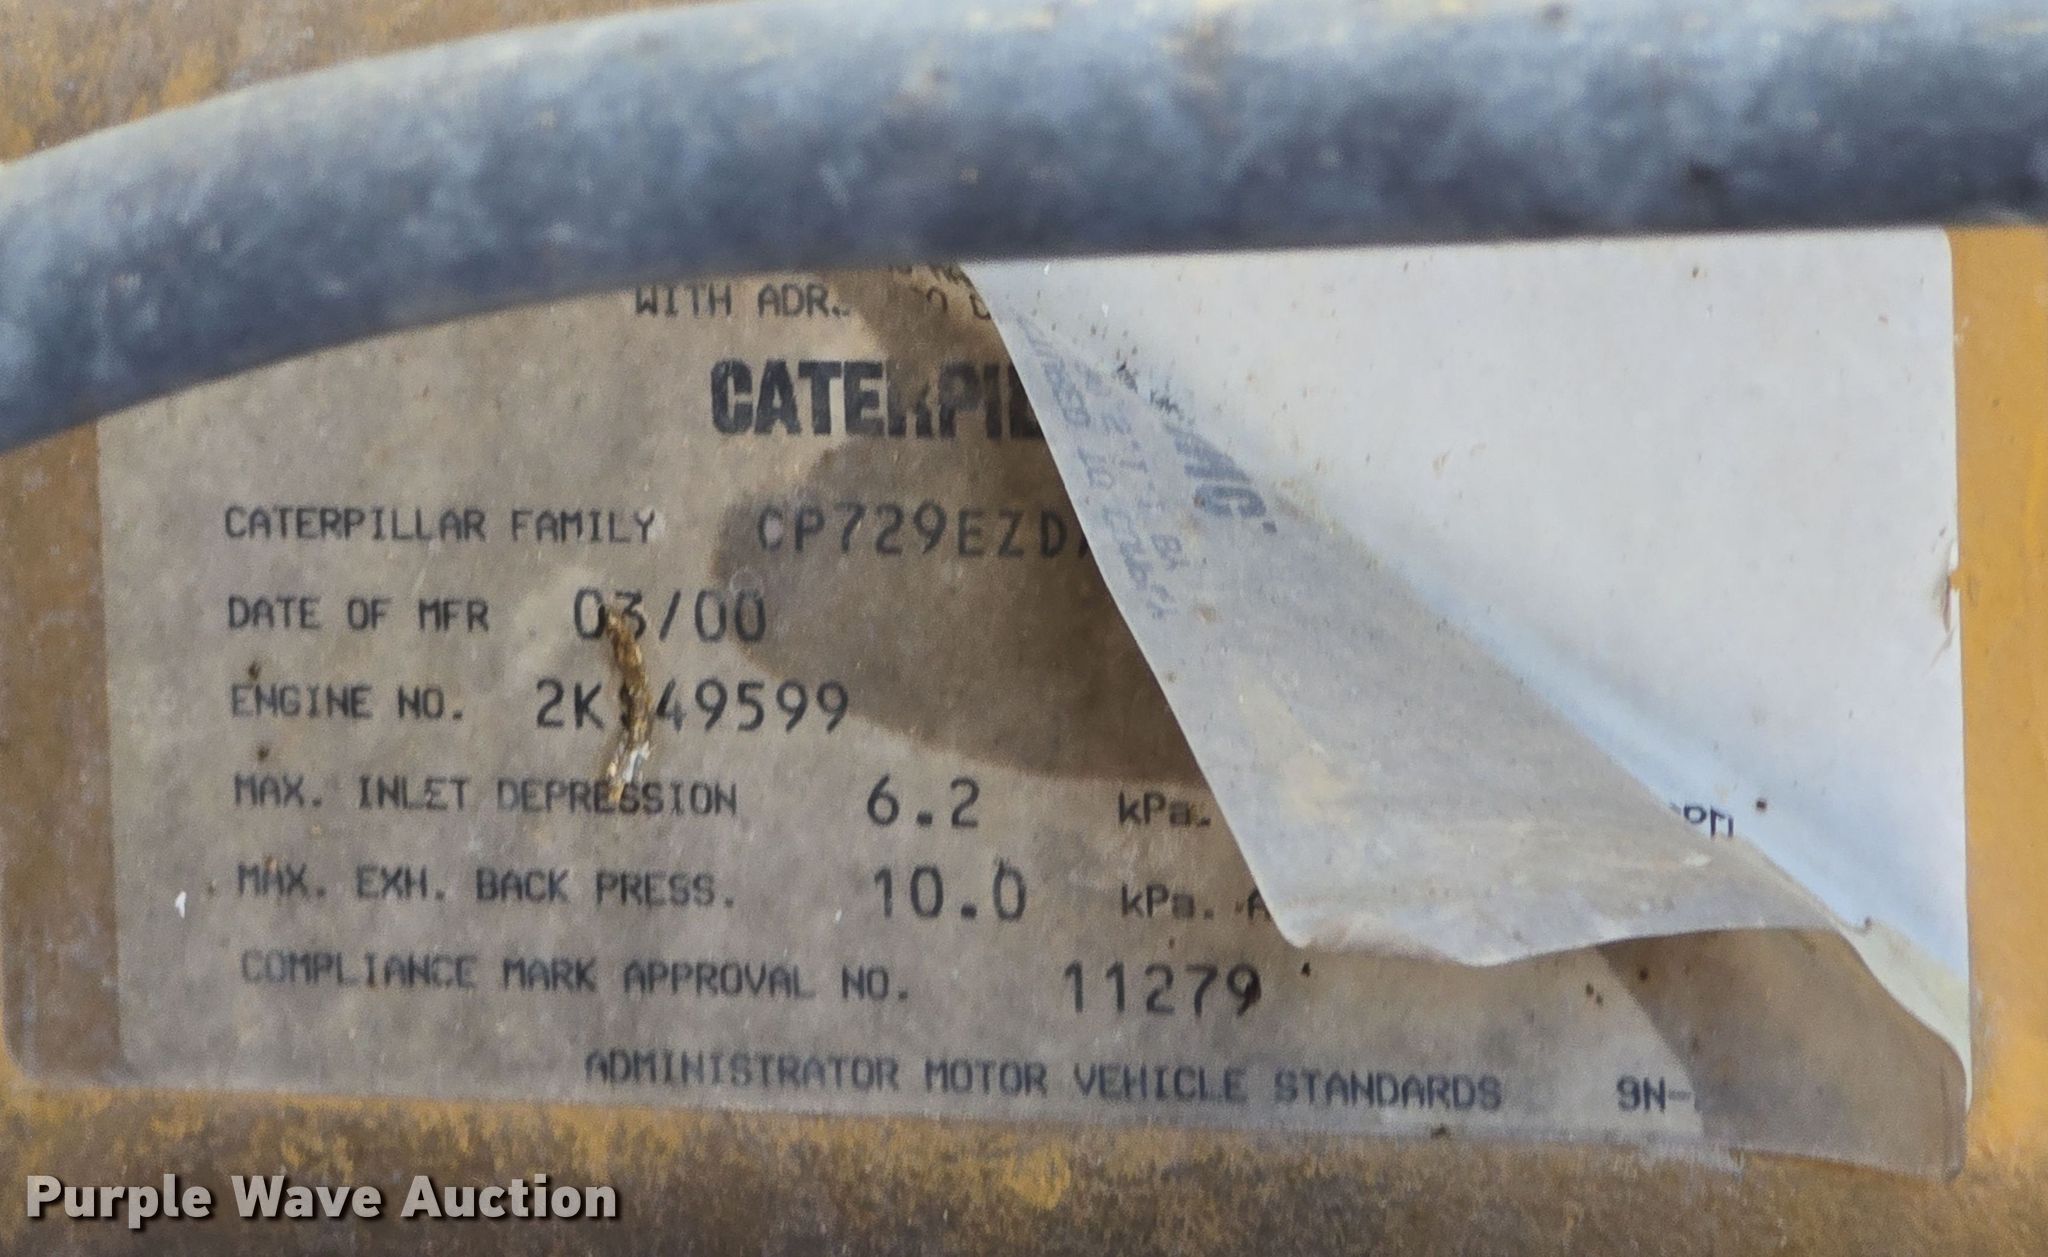 WITH ADR.
CATERPIL
CATERPILLAR FAMILY CP729EZD
DATE OF MFR 03/00
ENGINE NO. 2KS49599
MAX. INLET DEPRESSION 6.2 kPa.
MAX. EXH. BACK PRESS. 10.0 kPa. A
COMPLIANCE MARK APPROVAL NO. 11279
ADMINISTRATOR MOTOR VEHICLE STANDARDS 9N-
Purple Wave Auction